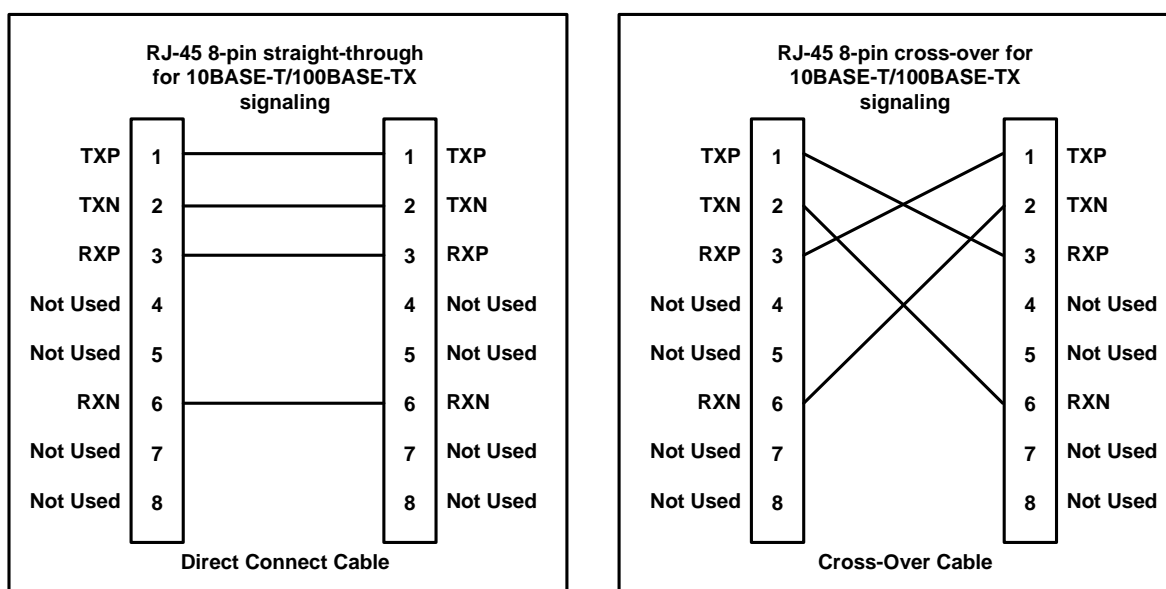 RJ-45 8-pin straight-through
for 10BASE-T/100BASE-TX
signaling
TXP 1 1 TXP
TXN 2 2 TXN
RXP 3 3 RXP
Not Used 4 4 Not Used
Not Used 5 5 Not Used
RXN 6 6 RXN
Not Used 7 7 Not Used
Not Used 8 8 Not Used
Direct Connect Cable
RJ-45 8-pin cross-over for
10BASE-T/100BASE-TX
signaling
TXP 1 1 TXP
TXN 2 2 TXN
RXP 3 3 RXP
Not Used 4 4 Not Used
Not Used 5 5 Not Used
RXN 6 6 RXN
Not Used 7 7 Not Used
Not Used 8 8 Not Used
Cross-Over Cable